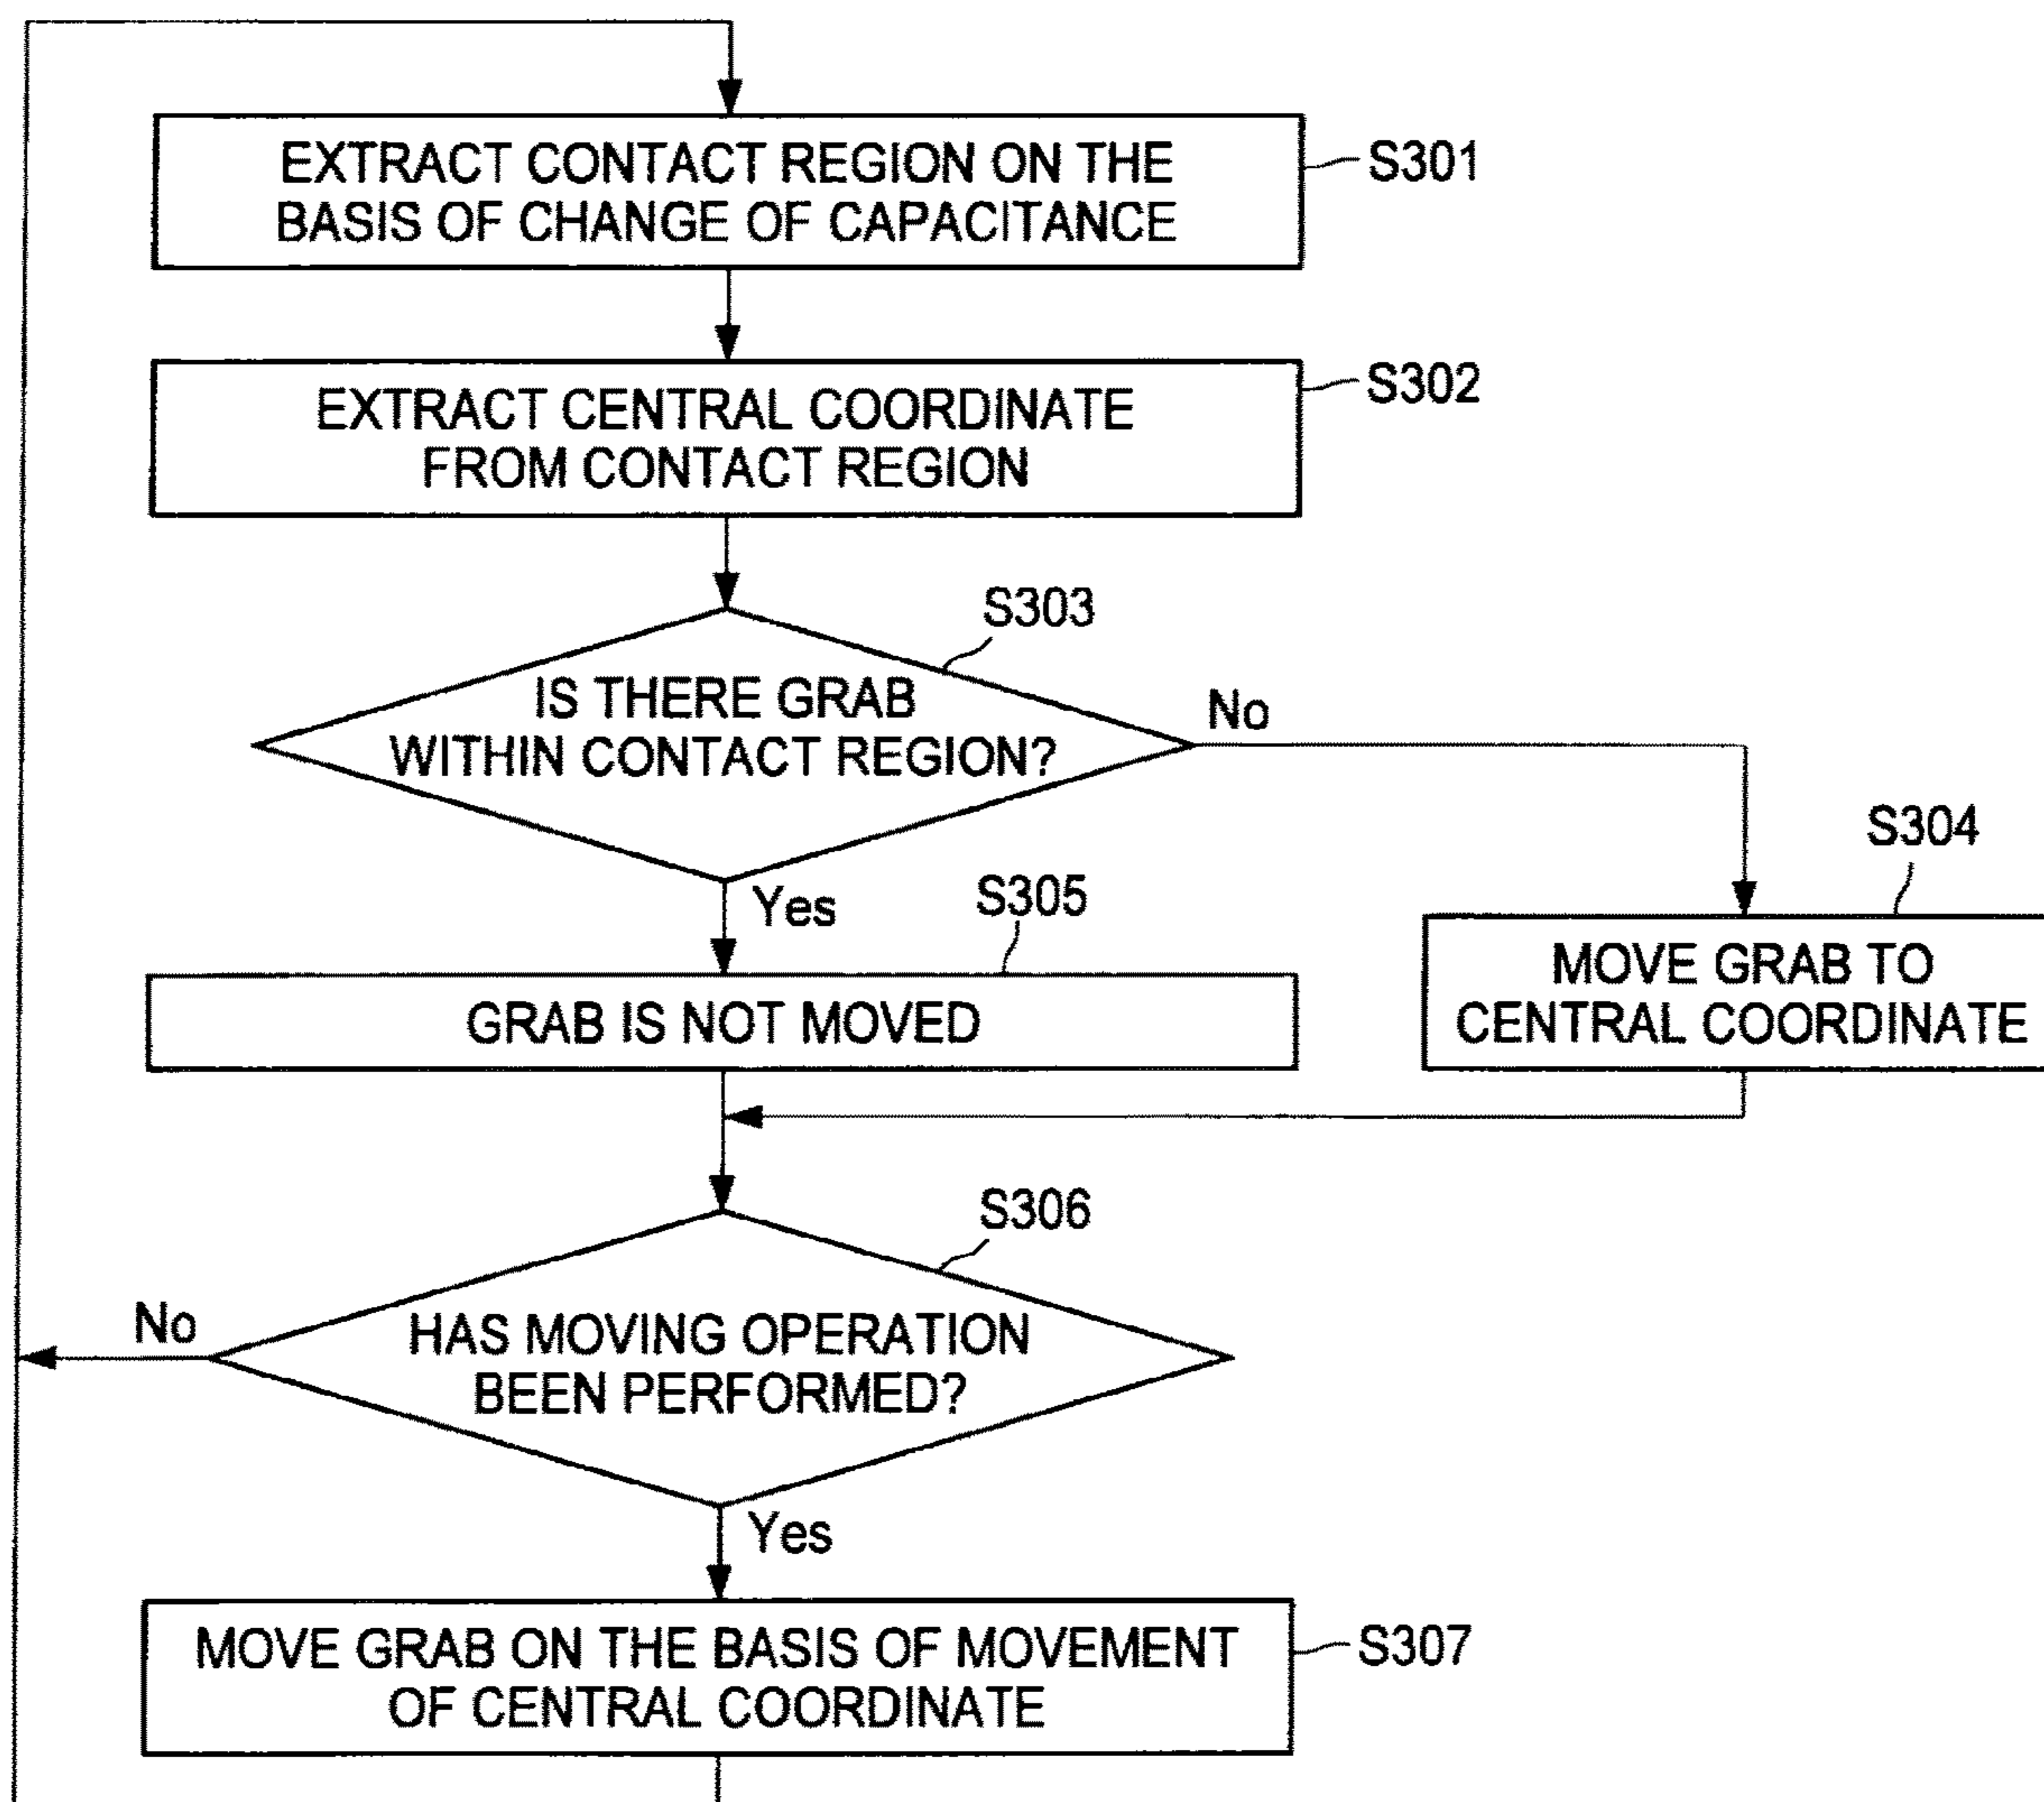 EXTRACT CONTACT REGION ON THE
BASIS OF CHANGE OF CAPACITANCE
S301
EXTRACT CENTRAL COORDINATE
FROM CONTACT REGION
S302
S303
IS THERE GRAB
WITHIN CONTACT REGION?
No
Yes
S304
MOVE GRAB TO
CENTRAL COORDINATE
S305
GRAB IS NOT MOVED
S306
HAS MOVING OPERATION
BEEN PERFORMED?
No
Yes
MOVE GRAB ON THE BASIS OF MOVEMENT
OF CENTRAL COORDINATE
S307